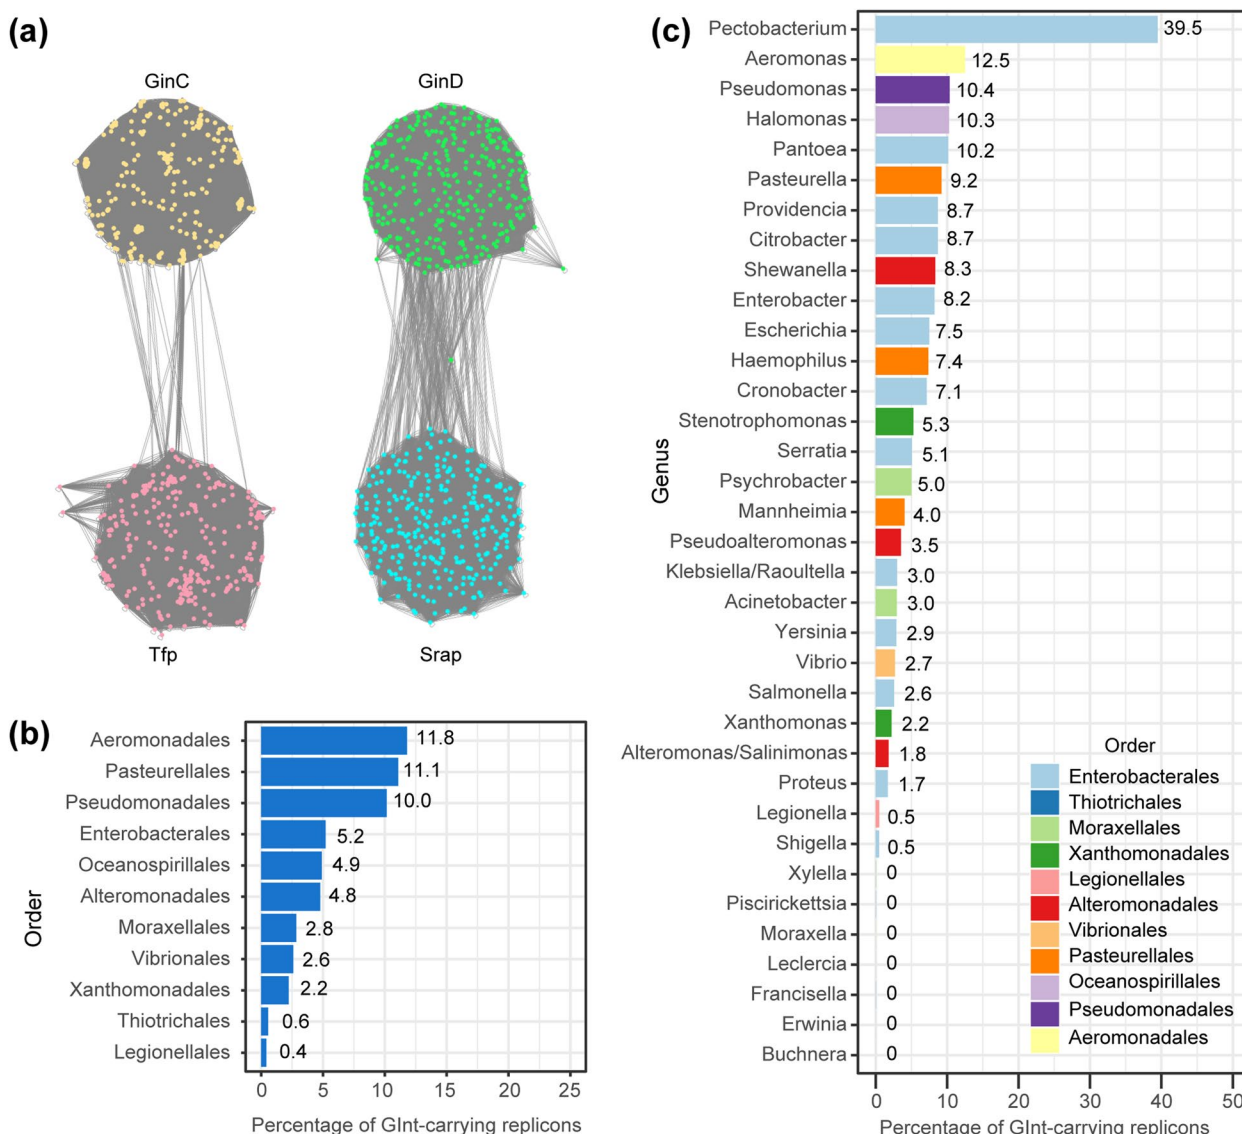 (a)
GinC
GinD
Tfp
Srap
(b)
Order
Aeromonadales 11.8
Pasteurellales 11.1
Pseudomonadales 10.0
Enterobacterales 5.2
Oceanospirillales 4.9
Alteromonadales 4.8
Moraxellales 2.8
Vibrionales 2.6
Xanthomonadales 2.2
Thiotrichales 0.6
Legionellales 0.4
0 5 10 15 20 25
Percentage of GInt-carrying replicons
(c)
Genus
Pectobacterium 39.5
Aeromonas 12.5
Pseudomonas 10.4
Halomonas 10.3
Pantoea 10.2
Pasteurella 9.2
Providencia 8.7
Citrobacter 8.7
Shewanella 8.3
Enterobacter 8.2
Escherichia 7.5
Haemophilus 7.4
Cronobacter 7.1
Stenotrophomonas 5.3
Serratia 5.1
Psychrobacter 5.0
Mannheimia 4.0
Pseudoalteromonas 3.5
Klebsiella/Raoultella 3.0
Acinetobacter 3.0
Yersinia 2.9
Vibrio 2.7
Salmonella 2.6
Xanthomonas 2.2
Alteromonas/Salinimonas 1.8
Proteus 1.7
Legionella 0.5
Shigella 0.5
Xylella 0
Piscirickettsia 0
Moraxella 0
Leclercia 0
Francisella 0
Erwinia 0
Buchnera 0
0 10 20 30 40 50
Percentage of GInt-carrying replicons
Order
Enterobacterales
Thiotrichales
Moraxellales
Xanthomonadales
Legionellales
Alteromonadales
Vibrionales
Pasteurellales
Oceanospirillales
Pseudomonadales
Aeromonadales